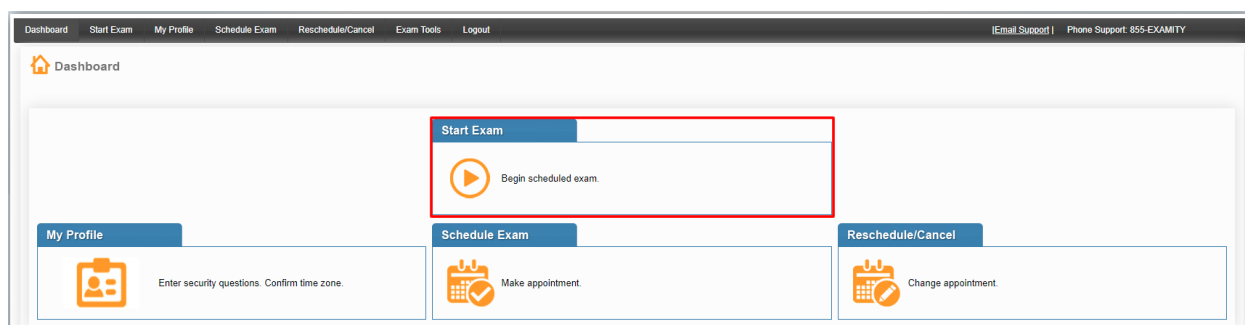 Dashboard Start Exam My Profile Schedule Exam Reschedule/Cancel Exam Tools Logout |Email Support| Phone Support: 855-EXAMITY
Dashboard
Start Exam
Begin scheduled exam.
My Profile Schedule Exam Reschedule/Cancel
Enter security questions. Confirm time zone. Make appointment. Change appointment.